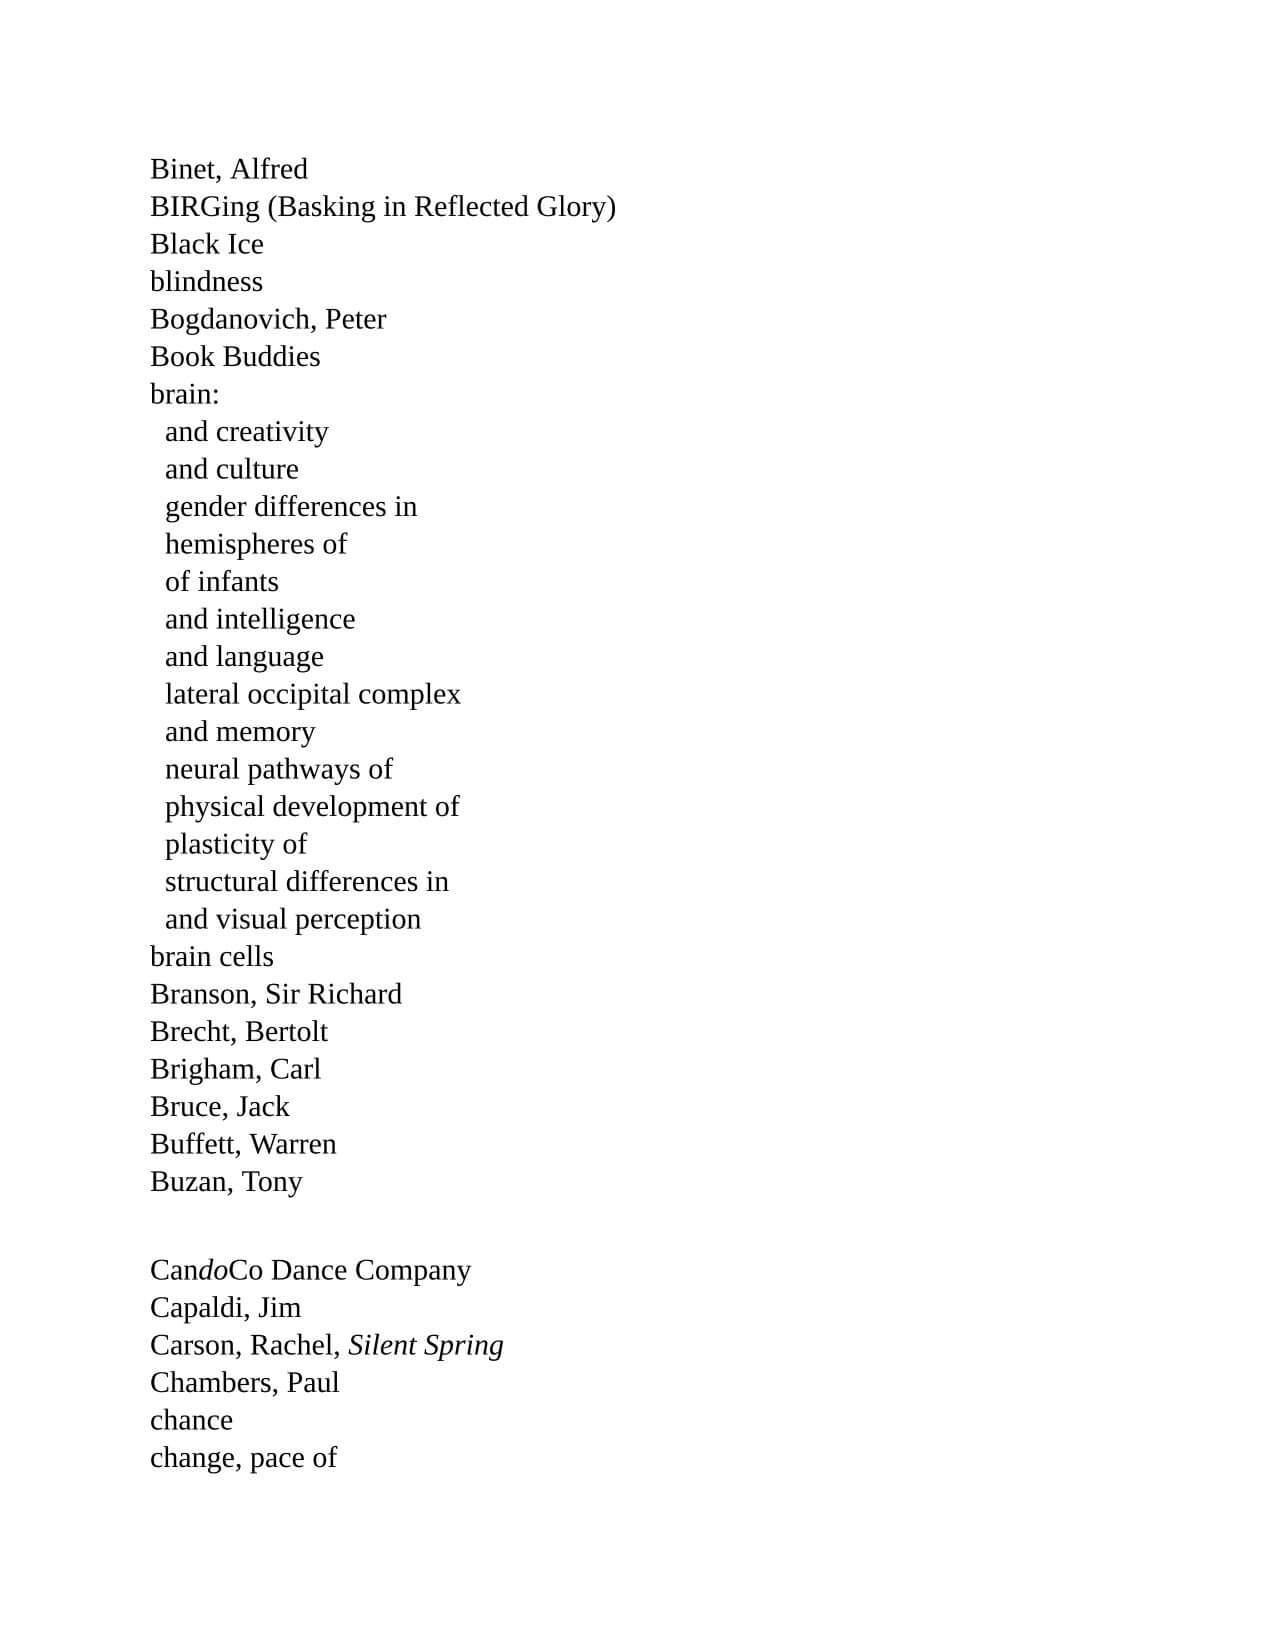 Binet, Alfred
BIRGing (Basking in Reflected Glory)
Black Ice
blindness
Bogdanovich, Peter
Book Buddies
brain:
and creativity
and culture
gender differences in
hemispheres of
of infants
and intelligence
and language
lateral occipital complex
and memory
neural pathways of
physical development of
plasticity of
structural differences in
and visual perception
brain cells
Branson, Sir Richard
Brecht, Bertolt
Brigham, Carl
Bruce, Jack
Buffett, Warren
Buzan, Tony
CandoCo Dance Company
Capaldi, Jim
Carson, Rachel, Silent Spring
Chambers, Paul
chance
change, pace of